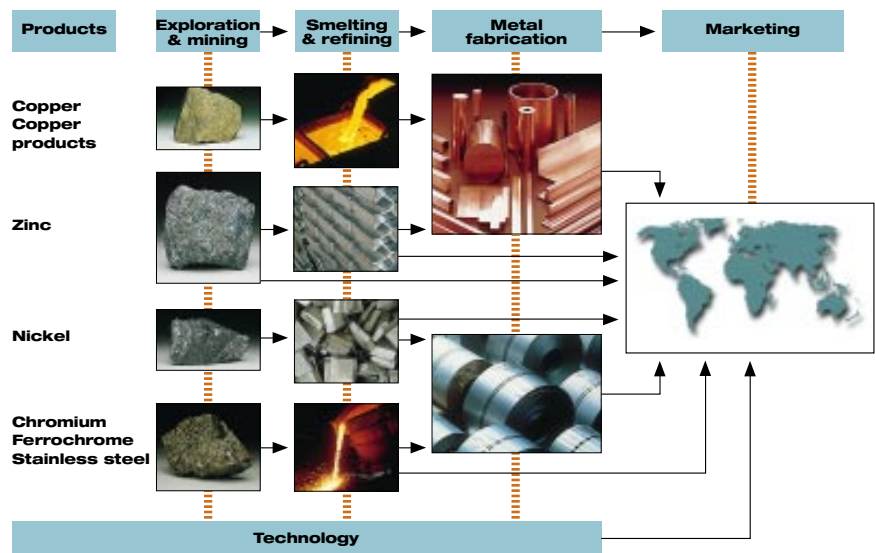 Products
Exploration
& mining
Smelting
& refining
Metal
fabrication
Marketing
Copper
Copper
products
Zinc
Nickel
Chromium
Ferrochrome
Stainless steel
Technology